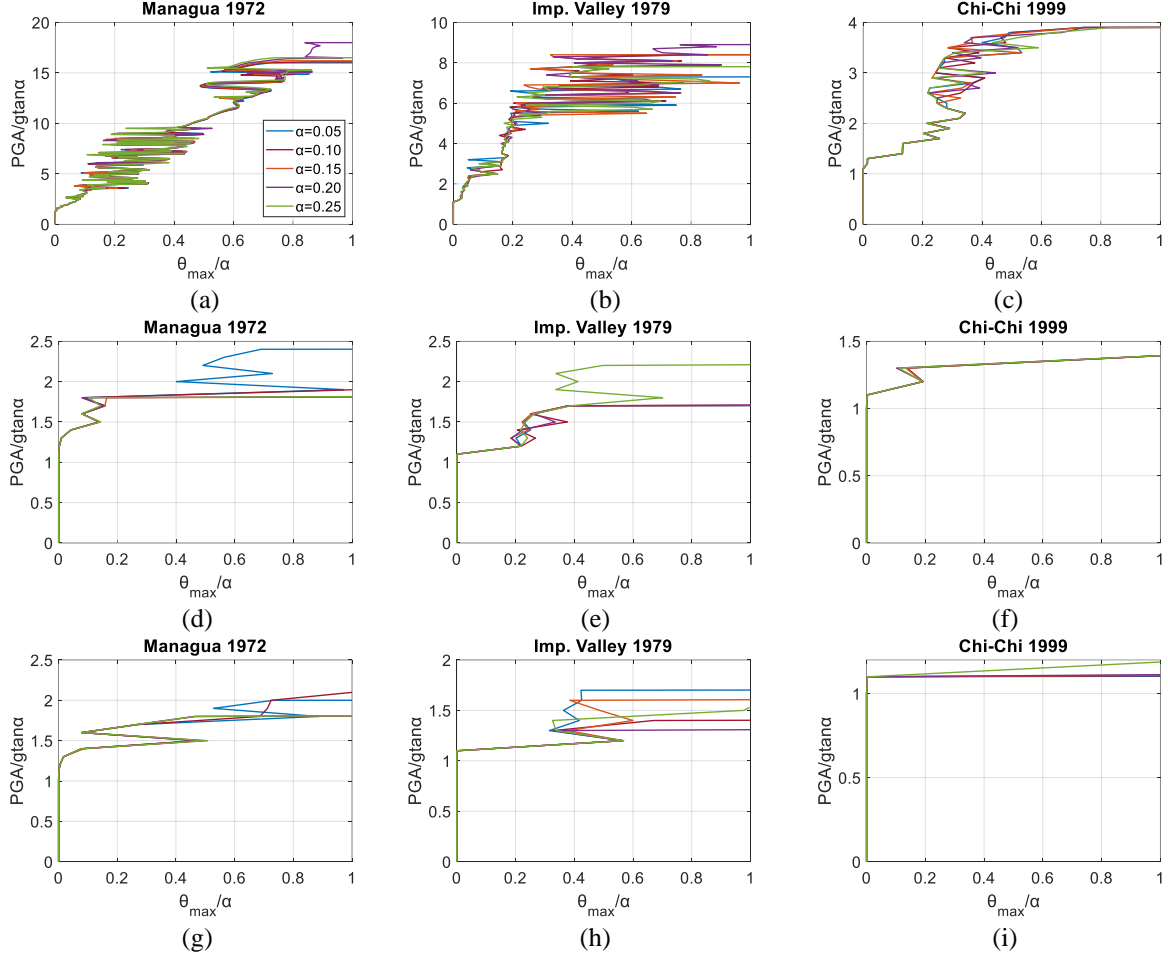 Managua 1972
PGA/gtanα
20
15
10
5
0
α=0.05
α=0.10
α=0.15
α=0.20
α=0.25
0 0.2 0.4 0.6 0.8 1
θmax/α
(a)
Imp. Valley 1979
PGA/gtanα
10
8
6
4
2
0
0 0.2 0.4 0.6 0.8 1
θmax/α
(b)
Chi-Chi 1999
PGA/gtanα
4
3
2
1
0
0 0.2 0.4 0.6 0.8 1
θmax/α
(c)
Managua 1972
PGA/gtanα
2.5
2
1.5
1
0.5
0
0 0.2 0.4 0.6 0.8 1
θmax/α
(d)
Imp. Valley 1979
PGA/gtanα
2.5
2
1.5
1
0.5
0
0 0.2 0.4 0.6 0.8 1
θmax/α
(e)
Chi-Chi 1999
PGA/gtanα
1.5
1
0.5
0
0 0.2 0.4 0.6 0.8 1
θmax/α
(f)
Managua 1972
PGA/gtanα
2.5
2
1.5
1
0.5
0
0 0.2 0.4 0.6 0.8 1
θmax/α
(g)
Imp. Valley 1979
PGA/gtanα
2
1.5
1
0.5
0
0 0.2 0.4 0.6 0.8 1
θmax/α
(h)
Chi-Chi 1999
PGA/gtanα
1
0.5
0
0 0.2 0.4 0.6 0.8 1
θmax/α
(i)